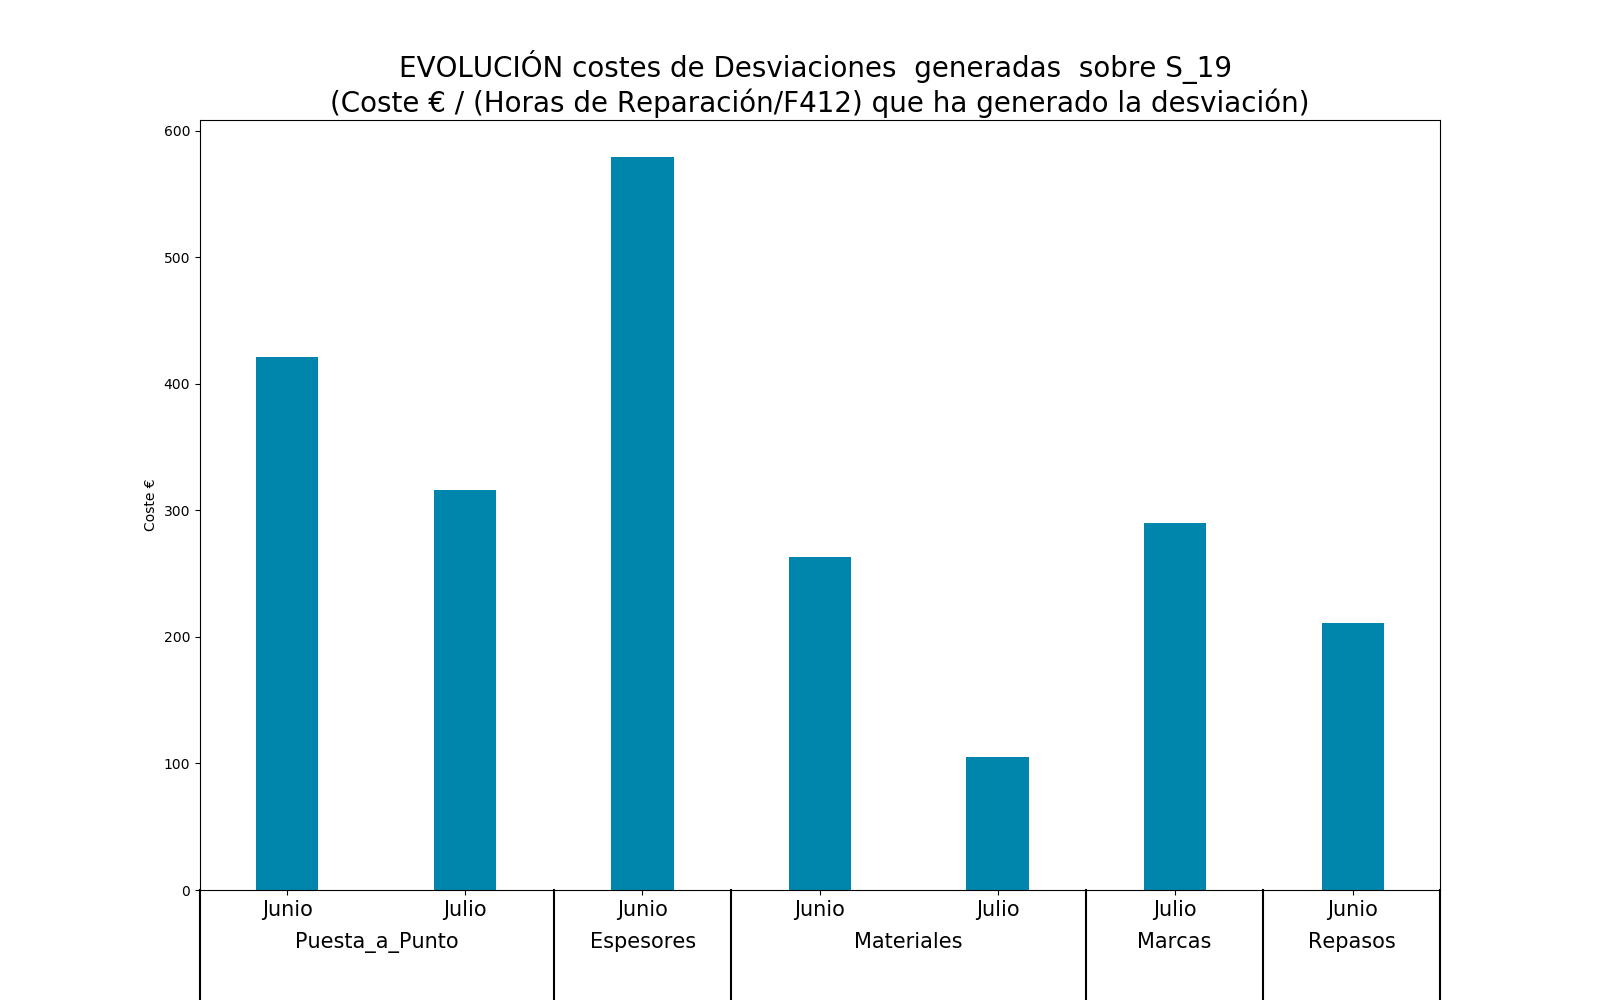 EVOLUCIÓN costes de Desviaciones  generadas  sobre S_19
(Coste € / (Horas de Reparación/F412) que ha generado la desviación)
600
500
400
300
200
100
0
Coste €
Junio Julio Junio Junio Julio Julio Junio
Puesta_a_Punto Espesores Materiales Marcas Repasos